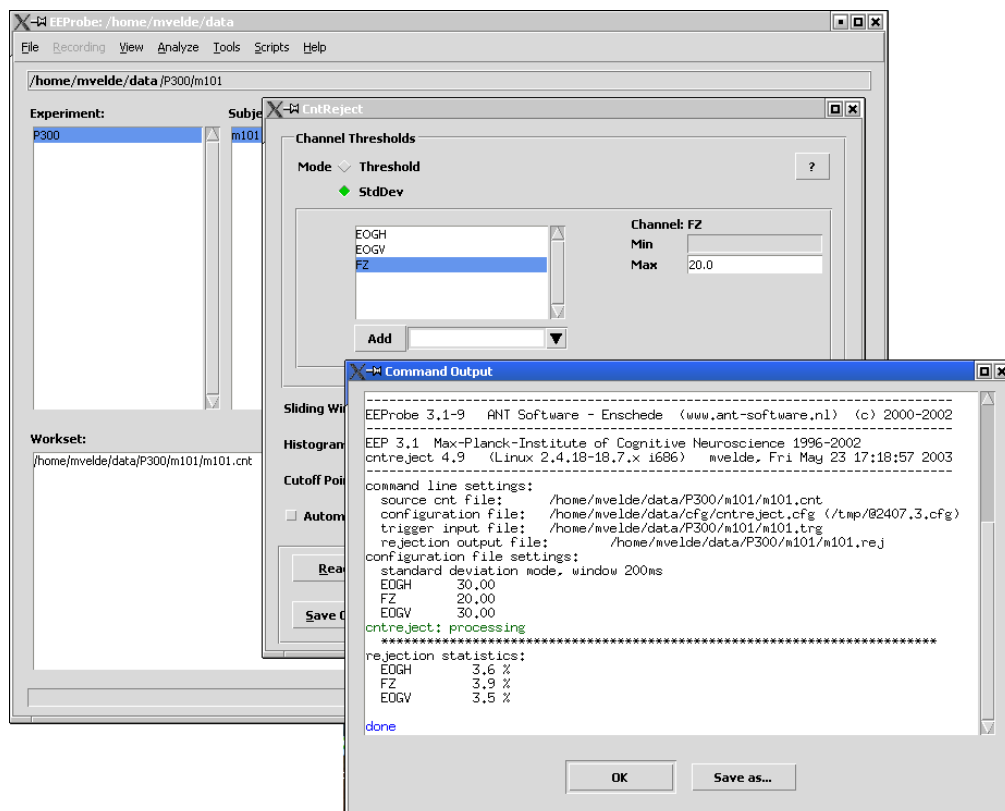 EEProbe: /home/mvelde/data
File Recording View Analyze Tools Scripts Help
/home/mvelde/data /P300/m101
Experiment:
P300
Subje
m101
Workset:
/home/mvelde/data/P300/m101/m101.cnt
CntReject
Channel Thresholds
Mode Threshold
StdDev
?
EOGH
EOGV
FZ
Channel: FZ
Min
Max 20.0
Add
Sliding Wi
Histogram
Cutoff Poi
Autom
Rea
Save C
Command Output
--------------------------------------------------------------------------------
EEProbe 3.1-9 ANT Software - Enschede (www.ant-software.nl) (c) 2000-2002
--------------------------------------------------------------------------------
EEP 3.1 Max-Planck-Institute of Cognitive Neuroscience 1996-2002
cntreject 4.9 (Linux 2.4.18-18.7.x i686) mvelde, Fri May 23 17:18:57 2003
--------------------------------------------------------------------------------
command line settings:
source cnt file: /home/mvelde/data/P300/m101/m101.cnt
configuration file: /home/mvelde/data/cfg/cntreject.cfg (/tmp/@2407.3.cfg)
trigger input file: /home/mvelde/data/P300/m101/m101.trg
rejection output file: /home/mvelde/data/P300/m101/m101.rej
configuration file settings:
standard deviation mode, window 200ms
EOGH 30.00
FZ 20.00
EOGV 30.00
cntreject: processing
****************************************************************************
rejection statistics:
EOGH 3.6 %
FZ 3.9 %
EOGV 3.5 %
done
OK Save as...